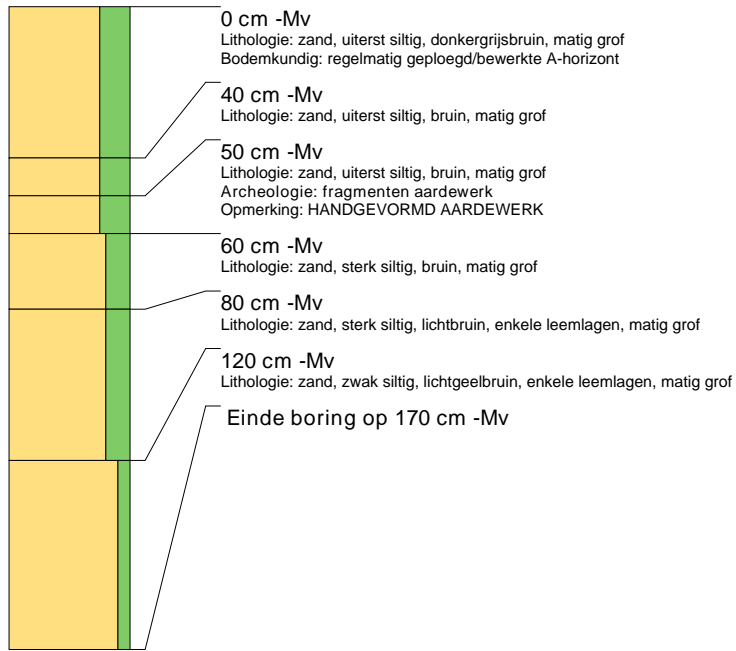 0 cm -Mv
Lithologie: zand, uiterst siltig, donkergrijsbruin, matig grof
Bodemkundig: regelmatig geploegd/bewerkte A-horizont
40 cm -Mv
Lithologie: zand, uiterst siltig, bruin, matig grof
50 cm -Mv
Lithologie: zand, uiterst siltig, bruin, matig grof
Archeologie: fragmenten aardewerk
Opmerking: HANDGEVORMD AARDEWERK
60 cm -Mv
Lithologie: zand, sterk siltig, bruin, matig grof
80 cm -Mv
Lithologie: zand, sterk siltig, lichtbruin, enkele leemlagen, matig grof
120 cm -Mv
Lithologie: zand, zwak siltig, lichtgeelbruin, enkele leemlagen, matig grof
Einde boring op 170 cm -Mv